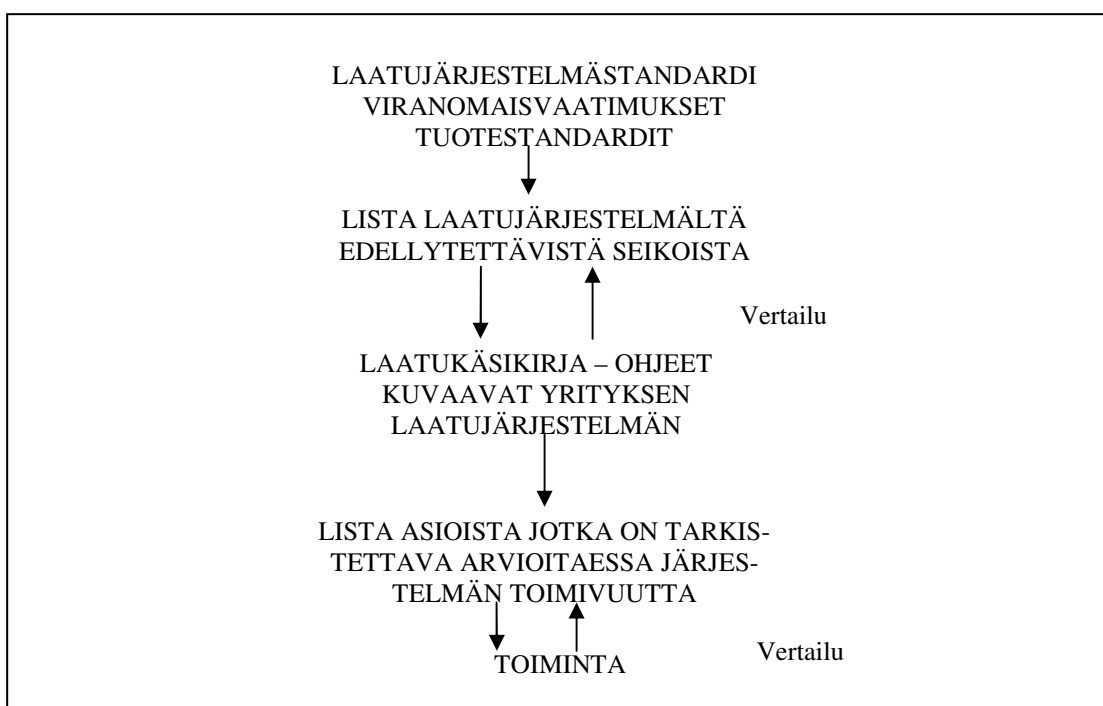 LAATUJÄRJESTELMÄSTANDARDI
VIRANOMAISVAATIMUKSET
TUOTESTANDARDIT
LISTA LAATUJÄRJESTELMÄLTÄ
EDELLYTETTÄVISTÄ SEIKOISTA
Vertailu
LAATUKÄSIKIRJA – OHJEET
KUVAAVAT YRITYKSEN
LAATUJÄRJESTELMÄN
LISTA ASIOISTA JOTKA ON TARKIS-
TETTAVA ARVIOITAESSA JÄRJES-
TELMÄN TOIMIVUUTTA
Vertailu
TOIMINTA